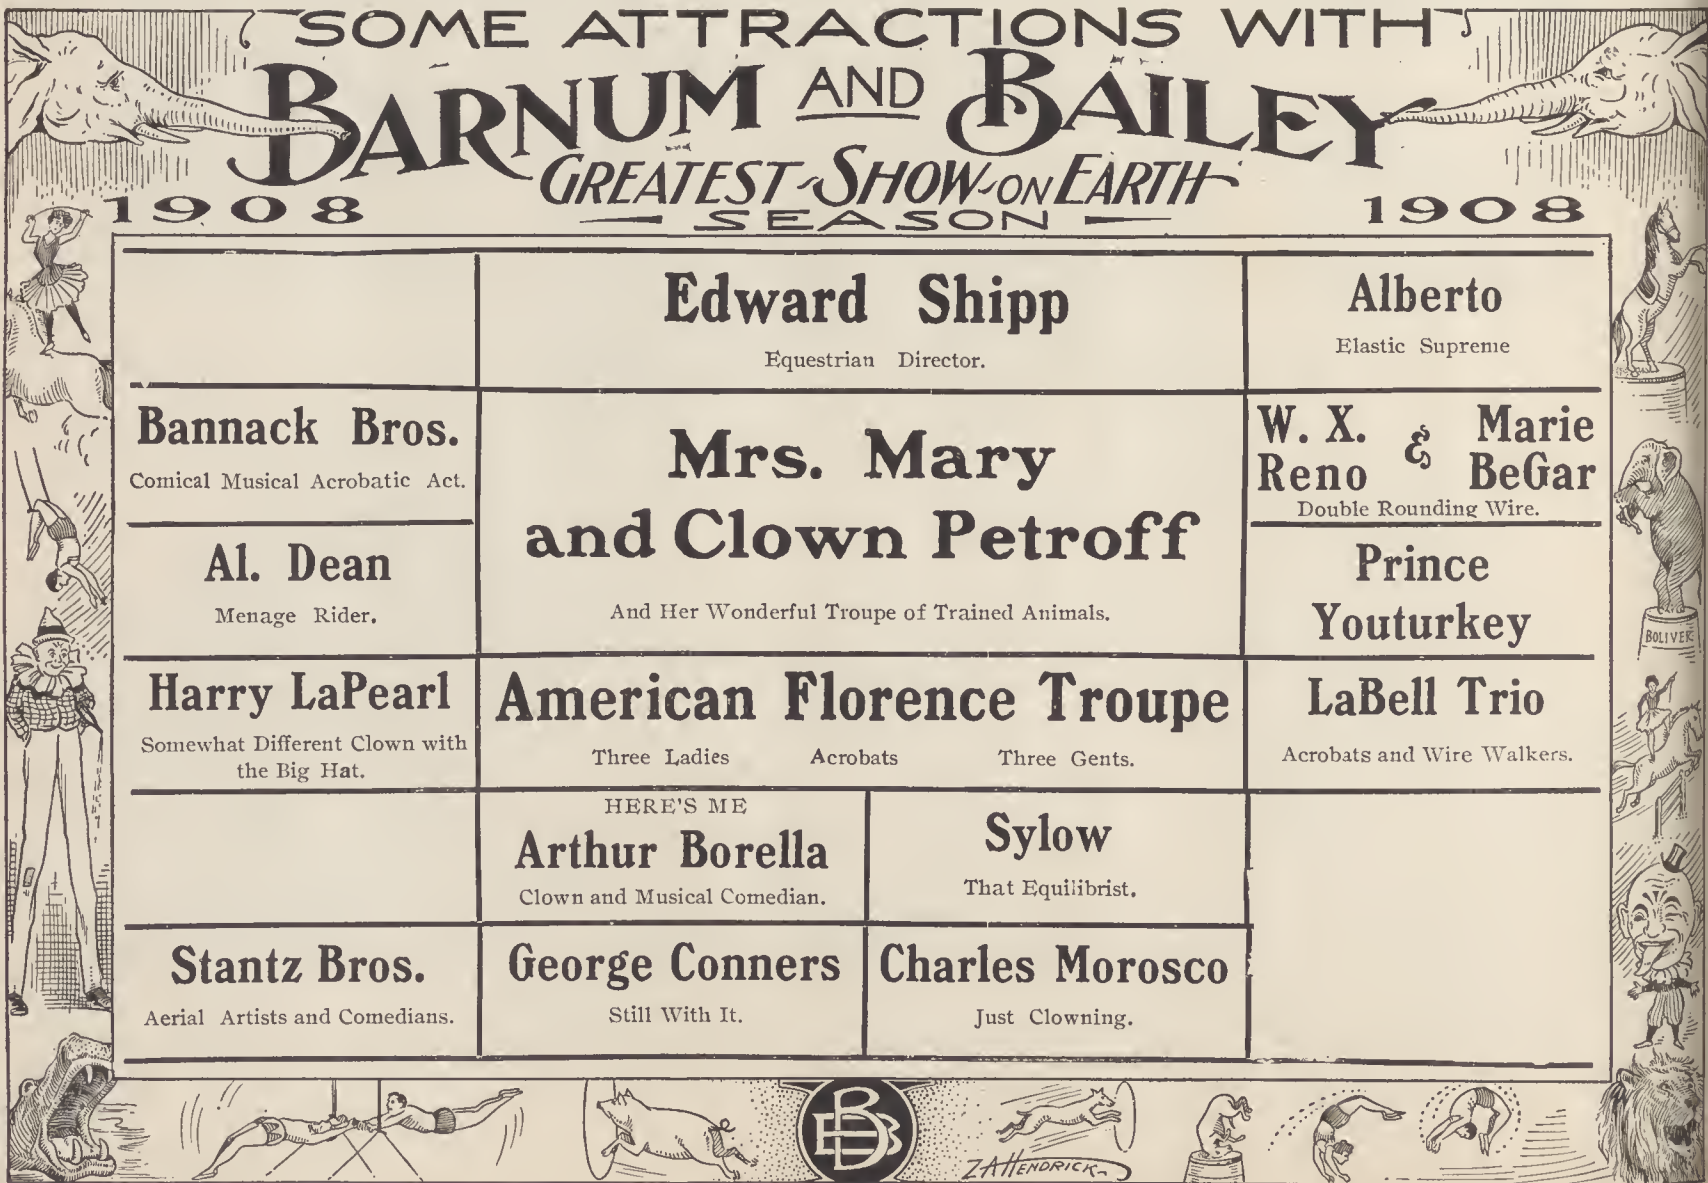 SOME ATTRACTIONS WITH
BARNUM AND BAILEY
GREATEST SHOW ON EARTH
1908 SEASON 1908
Edward Shipp
Equestrian Director.
Alberto
Elastic Supreme
Bannack Bros.
Comical Musical Acrobatic Act.
Mrs. Mary
and Clown Petroff
And Her Wonderful Troupe of Trained Animals.
W. X. Reno & Marie BeGar
Double Rounding Wire.
Al. Dean
Menage Rider.
Prince
Youturkey
BOLIVER
Harry LaPearl
Somewhat Different Clown with
the Big Hat.
American Florence Troupe
Three Ladies Acrobats Three Gents.
LaBell Trio
Acrobats and Wire Walkers.
HERE'S ME
Arthur Borella
Clown and Musical Comedian.
Sylow
That Equilibrist.
Stantz Bros.
Aerial Artists and Comedians.
George Conners
Still With It.
Charles Morosco
Just Clowning.
BB
Z.A. HENDRICK